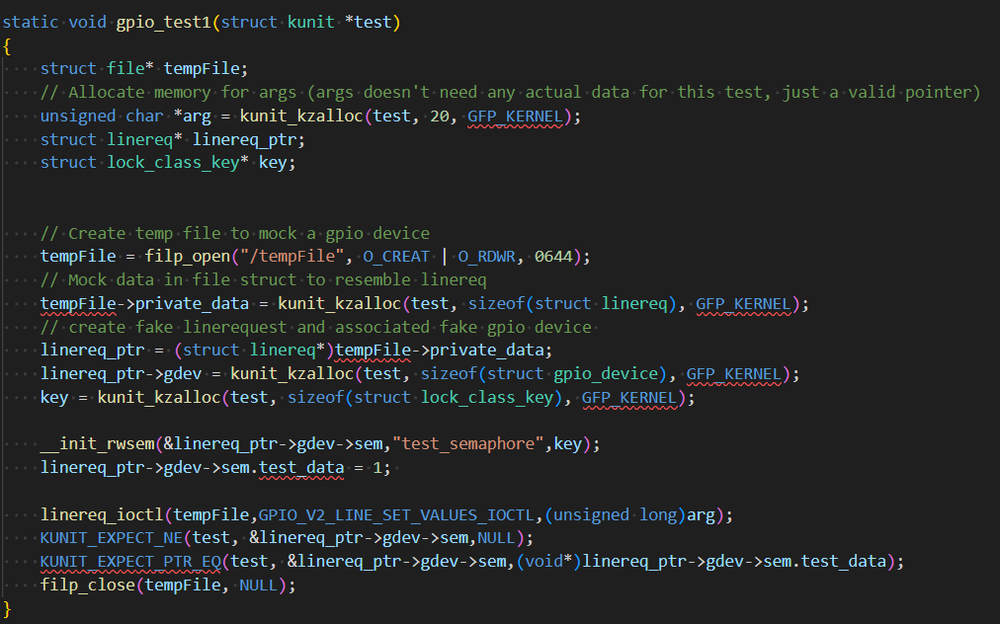 static void gpio_test1(struct kunit *test)
{
struct file* tempFile;
// Allocate memory for args (args doesn't need any actual data for this test, just a valid pointer)
unsigned char *arg = kunit_kzalloc(test, 20, GFP_KERNEL);
struct linereq* linereq_ptr;
struct lock_class_key* key;
// Create temp file to mock a gpio device
tempFile = filp_open("/tempFile", O_CREAT | O_RDWR, 0644);
// Mock data in file struct to resemble linereq
tempFile->private_data = kunit_kzalloc(test, sizeof(struct linereq), GFP_KERNEL);
// create fake linerequest and associated fake gpio device
linereq_ptr = (struct linereq*)tempFile->private_data;
linereq_ptr->gdev = kunit_kzalloc(test, sizeof(struct gpio_device), GFP_KERNEL);
key = kunit_kzalloc(test, sizeof(struct lock_class_key), GFP_KERNEL);
__init_rwsem(&linereq_ptr->gdev->sem,"test_semaphore",key);
linereq_ptr->gdev->sem.test_data = 1;
linereq_ioctl(tempFile,GPIO_V2_LINE_SET_VALUES_IOCTL,(unsigned long)arg);
KUNIT_EXPECT_NE(test, &linereq_ptr->gdev->sem,NULL);
KUNIT_EXPECT_PTR_EQ(test, &linereq_ptr->gdev->sem,(void*)linereq_ptr->gdev->sem.test_data);
filp_close(tempFile, NULL);
}